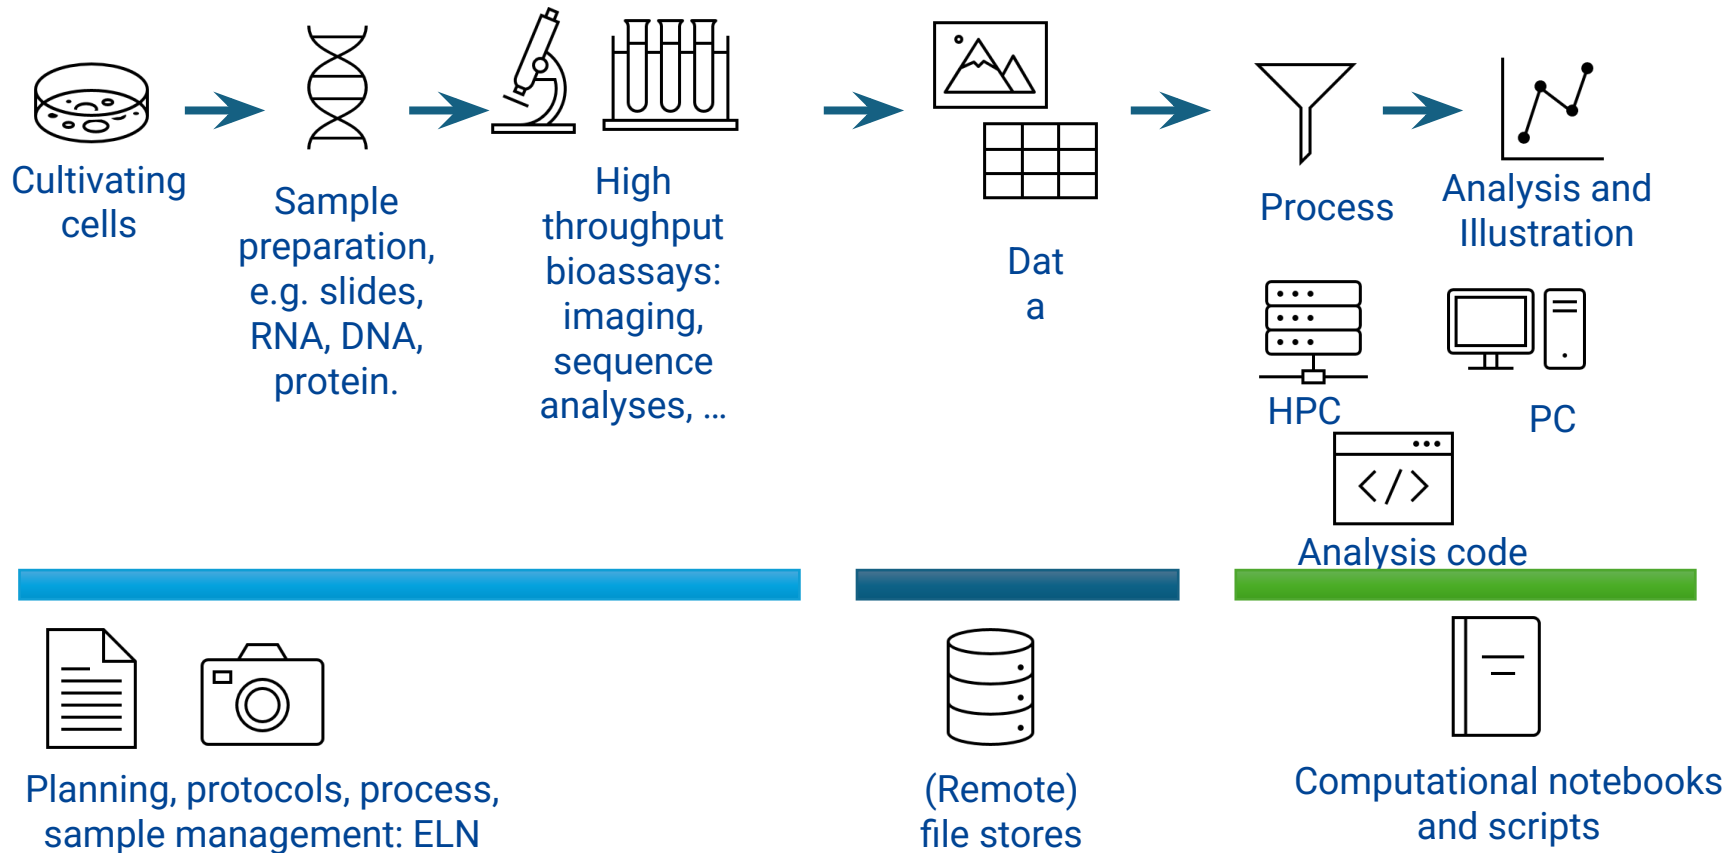 Cultivating
cells
Sample
preparation,
e.g. slides,
RNA, DNA,
protein.
High
throughput
bioassays:
imaging,
sequence
analyses, ...
Dat
a
Process
Analysis and
Illustration
HPC
PC
</>
Analysis code
Planning, protocols, process,
sample management: ELN
(Remote)
file stores
Computational notebooks
and scripts